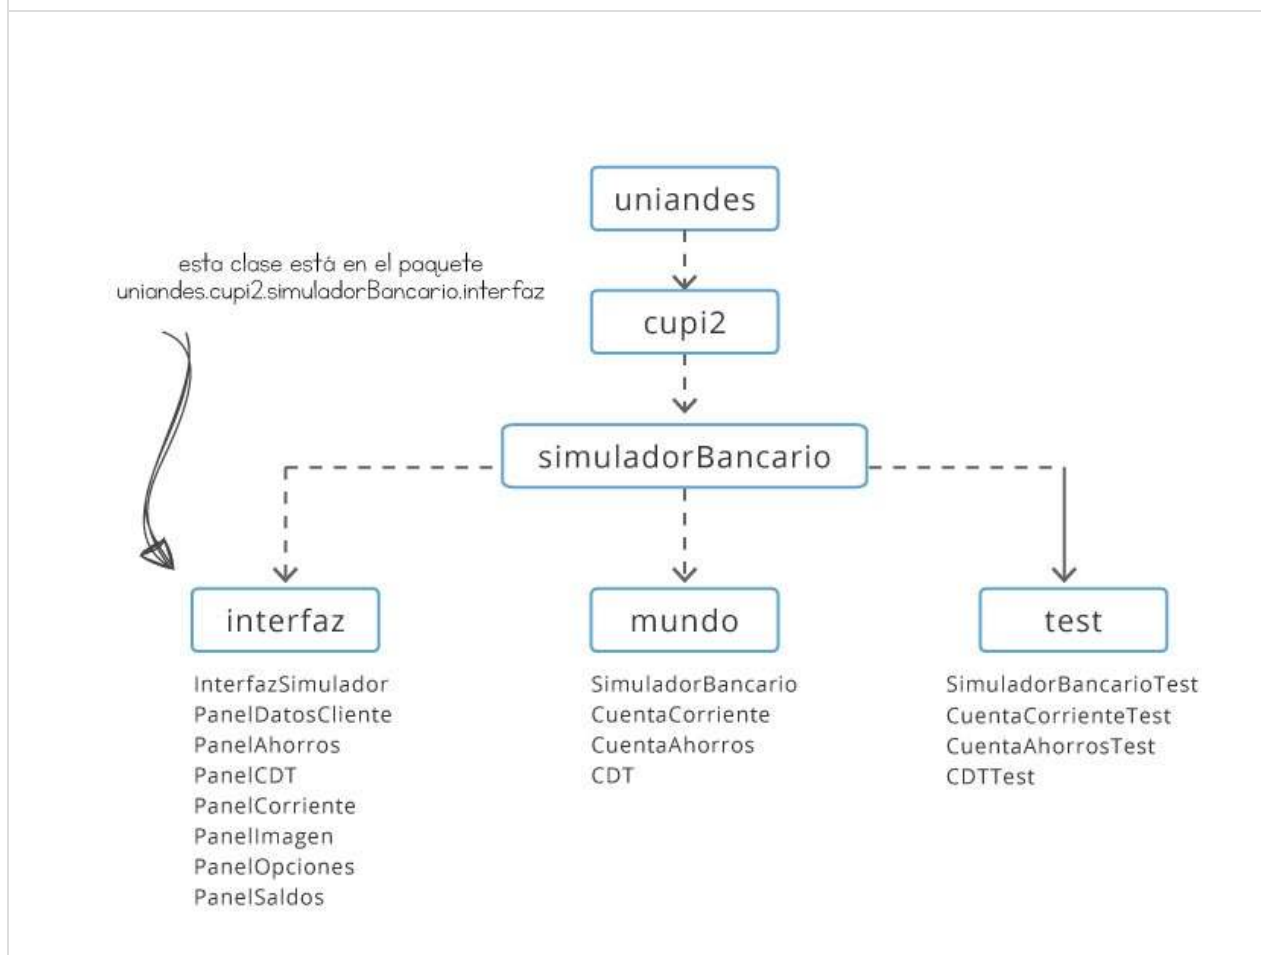 uniandes
esta clase está en el paquete
uniandes.cupi2.simuladorBancario.interfaz
cupi2
simuladorBancario
interfaz
InterfazSimulador
PanelDatosCliente
PanelAhorros
PanelCDT
PanelCorriente
PanelImagen
PanelOpciones
PanelSaldos
mundo
SimuladorBancario
CuentaCorriente
CuentaAhorros
CDT
test
SimuladorBancarioTest
CuentaCorrienteTest
CuentaAhorrosTest
CDTTest